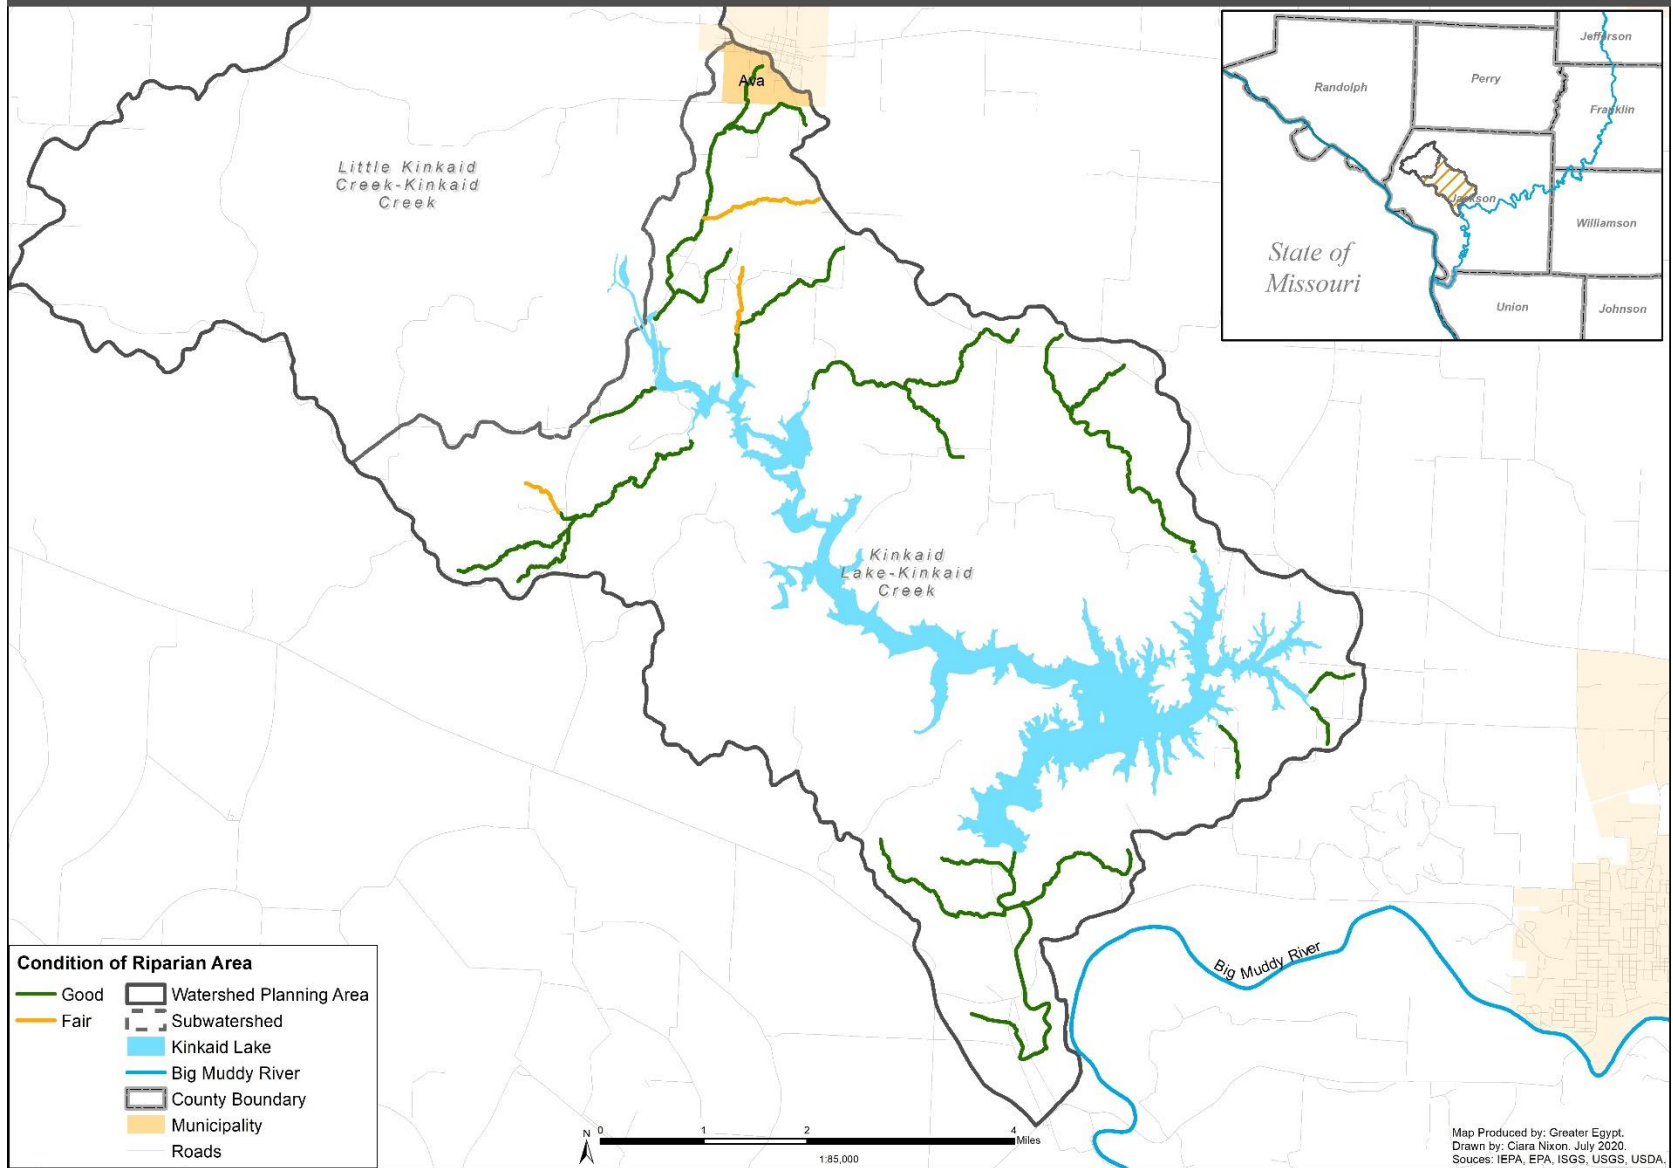 Ava
Little Kinkaid
Creek-Kinkaid
Creek
Kinkaid
Lake-Kinkaid
Creek
Big Muddy River
Jefferson
Randolph
Perry
Franklin
Jackson
Williamson
State of
Missouri
Union
Johnson
Condition of Riparian Area
Good
Fair
Watershed Planning Area
Subwatershed
Kinkaid Lake
Big Muddy River
County Boundary
Municipality
Roads
N
0 1 2 4
Miles
1:85,000
Map Produced by: Greater Egypt.
Drawn by: Ciara Nixon. July 2020.
Souces: IEPA, EPA, ISGS, USGS, USDA.